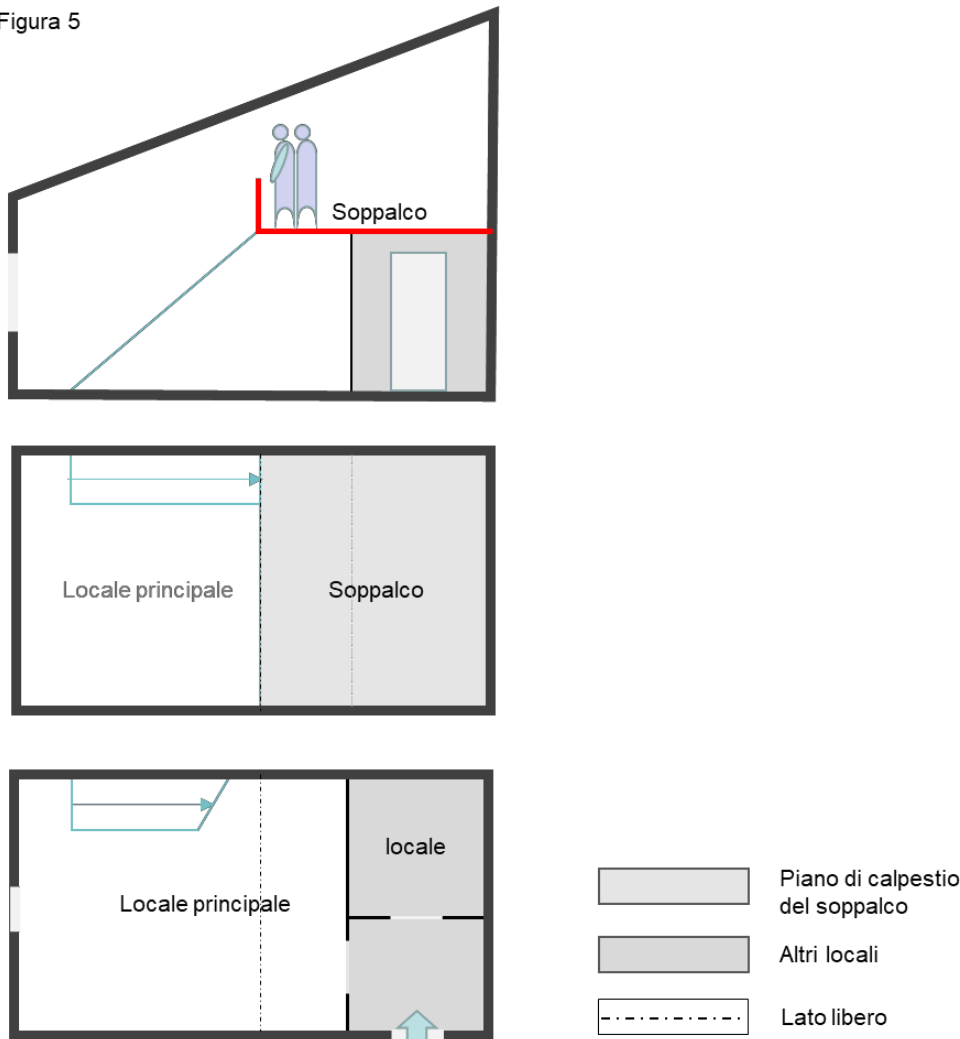 Figura 5
Soppalco
Locale principale
Soppalco
locale
Locale principale
Piano di calpestio
del soppalco
Altri locali
Lato libero